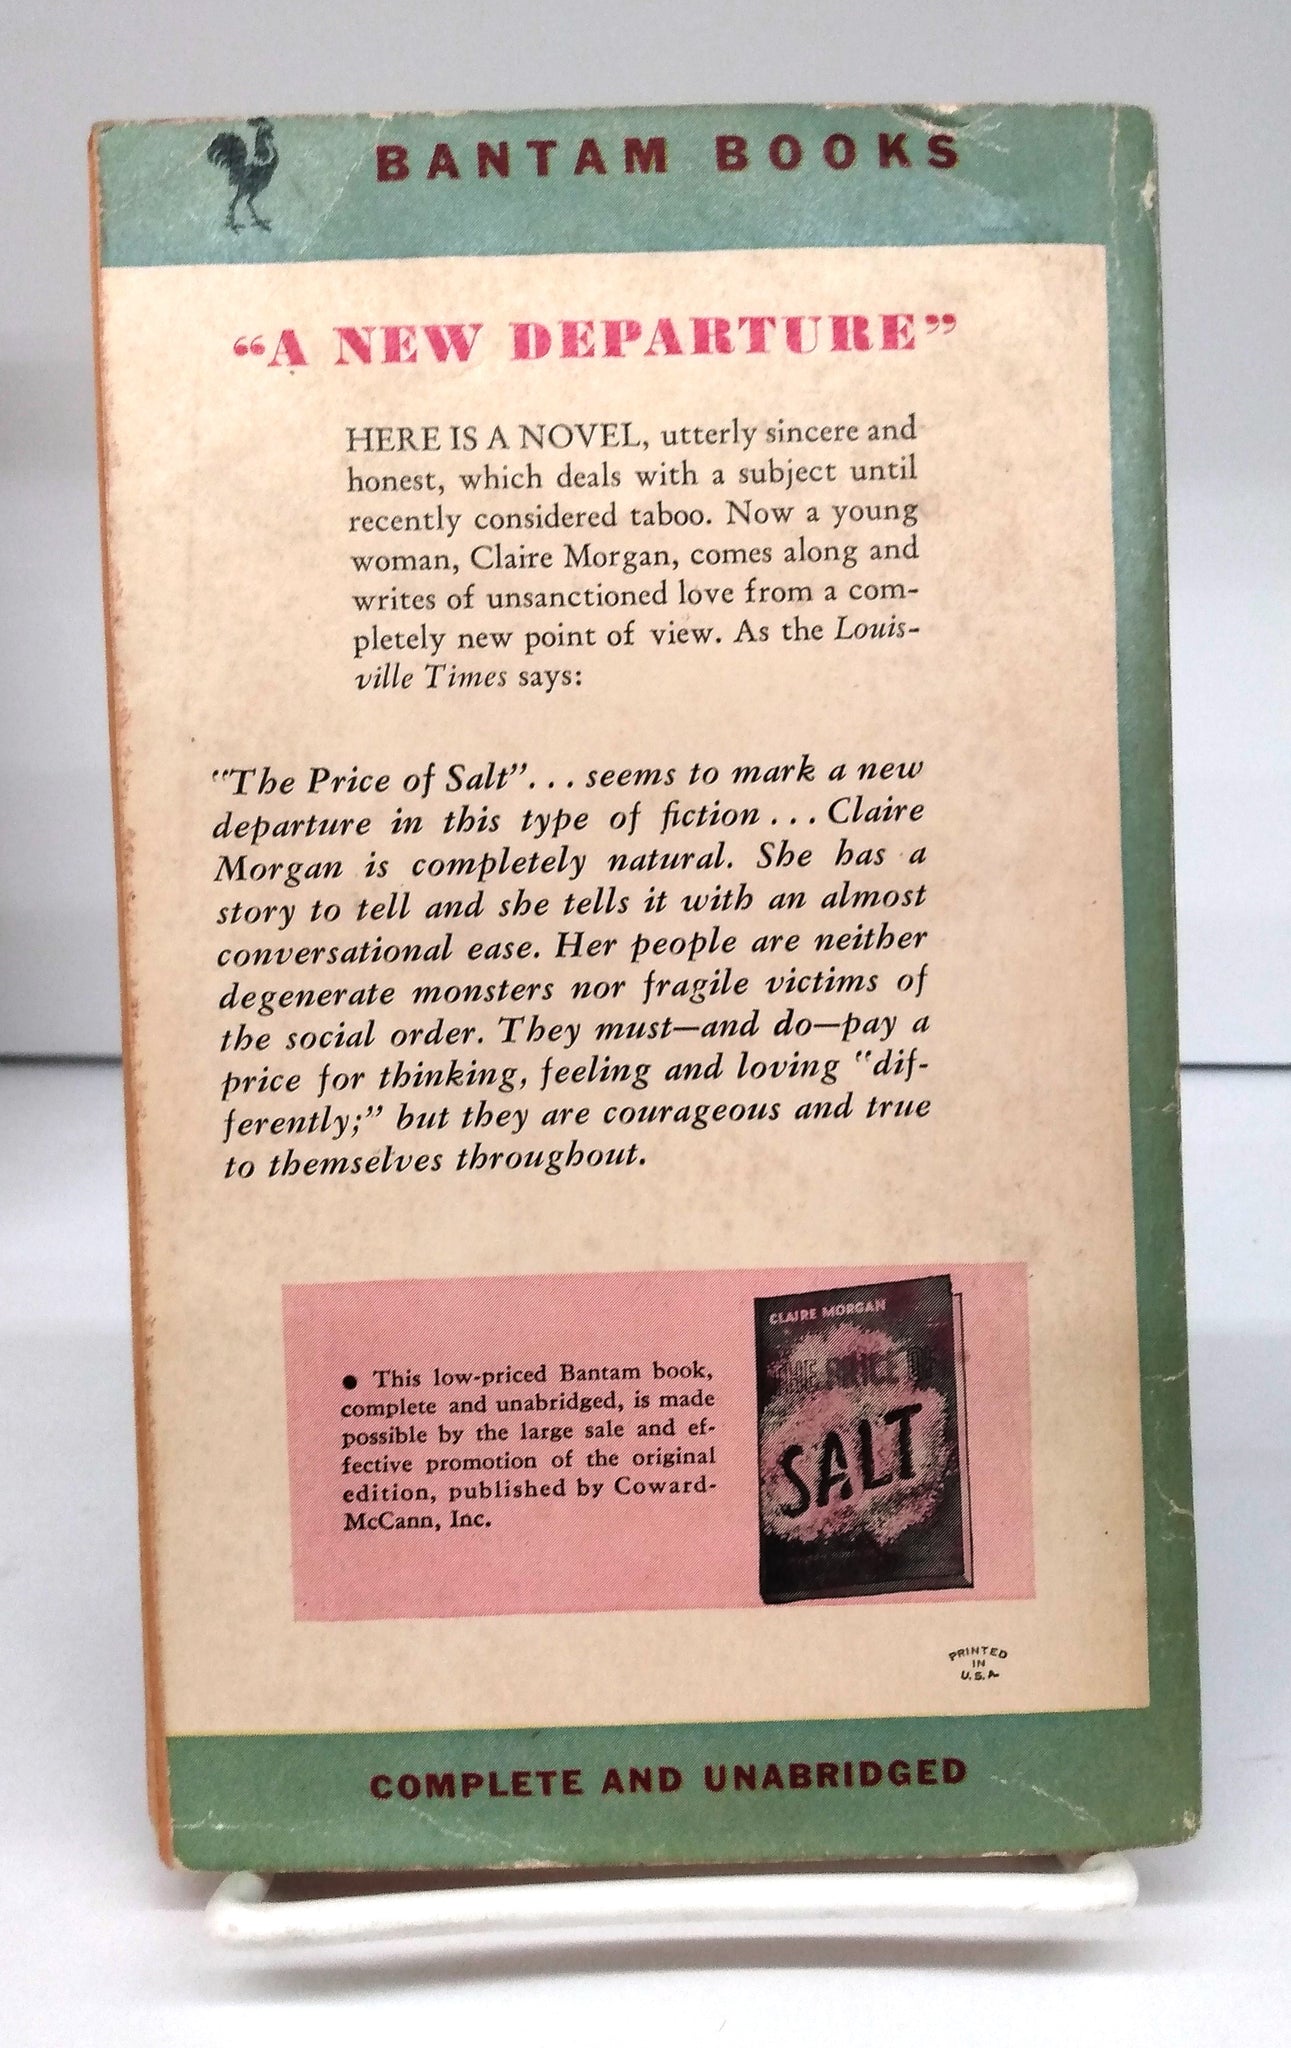 BANTAM BOOKS
“A NEW DEPARTURE”
HERE IS A NOVEL, utterly sincere and
honest, which deals with a subject until
recently considered taboo. Now a young
woman, Claire Morgan, comes along and
writes of unsanctioned love from a com-
pletely new point of view. As the Louis-
ville Times says:
“The Price of Salt”... seems to mark a new
departure in this type of fiction... Claire
Morgan is completely natural. She has a
story to tell and she tells it with an almost
conversational ease. Her people are neither
degenerate monsters nor fragile victims of
the social order. They must—and do—pay a
price for thinking, feeling and loving “dif-
ferently;” but they are courageous and true
to themselves throughout.
● This low-priced Bantam book,
complete and unabridged, is made
possible by the large sale and ef-
fective promotion of the original
edition, published by Coward-
McCann, Inc.
CLAIRE MORGAN
THE PRICE OF
SALT
PRINTED
IN
U.S.A
COMPLETE AND UNABRIDGED